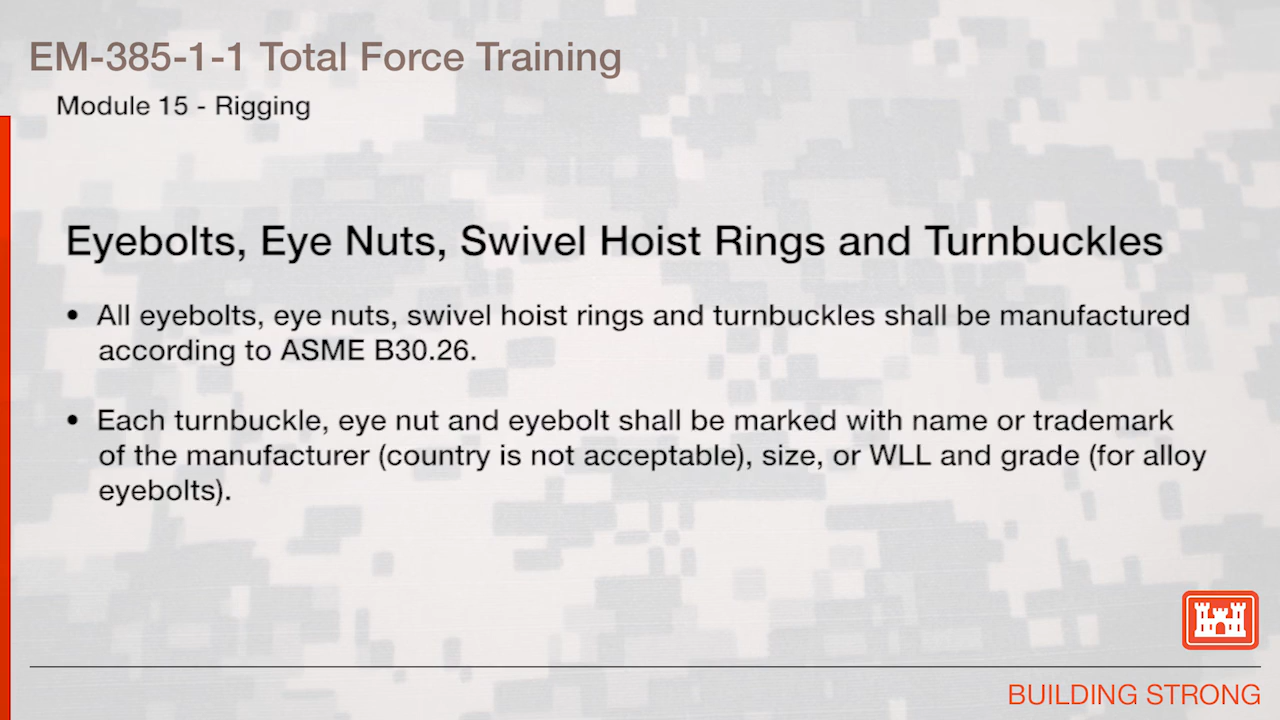 EM-385-1-1 Total Force Training
Module 15 - Rigging
Eyebolts, Eye Nuts, Swivel Hoist Rings and Turnbuckles
• All eyebolts, eye nuts, swivel hoist rings and turnbuckles shall be manufactured
according to ASME B30.26.
• Each turnbuckle, eye nut and eyebolt shall be marked with name or trademark
of the manufacturer (country is not acceptable), size, or WLL and grade (for alloy
eyebolts).
BUILDING STRONG